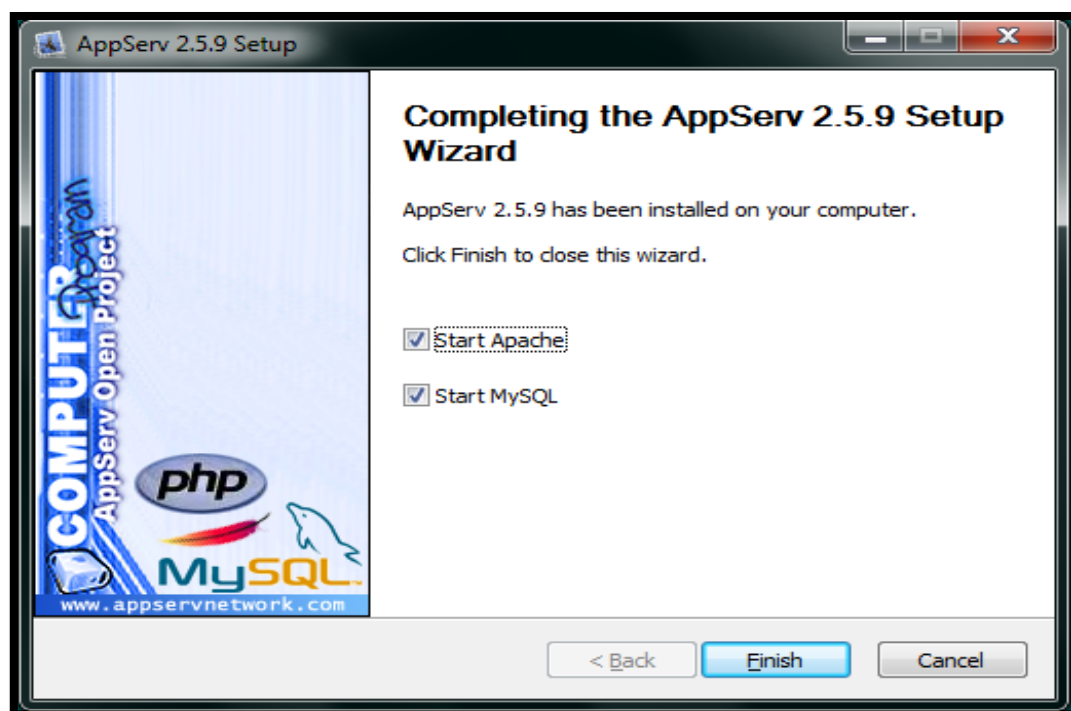 AppServ 2.5.9 Setup
Completing the AppServ 2.5.9 Setup
Wizard
AppServ 2.5.9 has been installed on your computer.
Click Finish to close this wizard.
Start Apache
Start MySQL
COMPUTER
Program
AppServ Open Project
php
MySQL
www.appservnetwork.com
< Back
Finish
Cancel